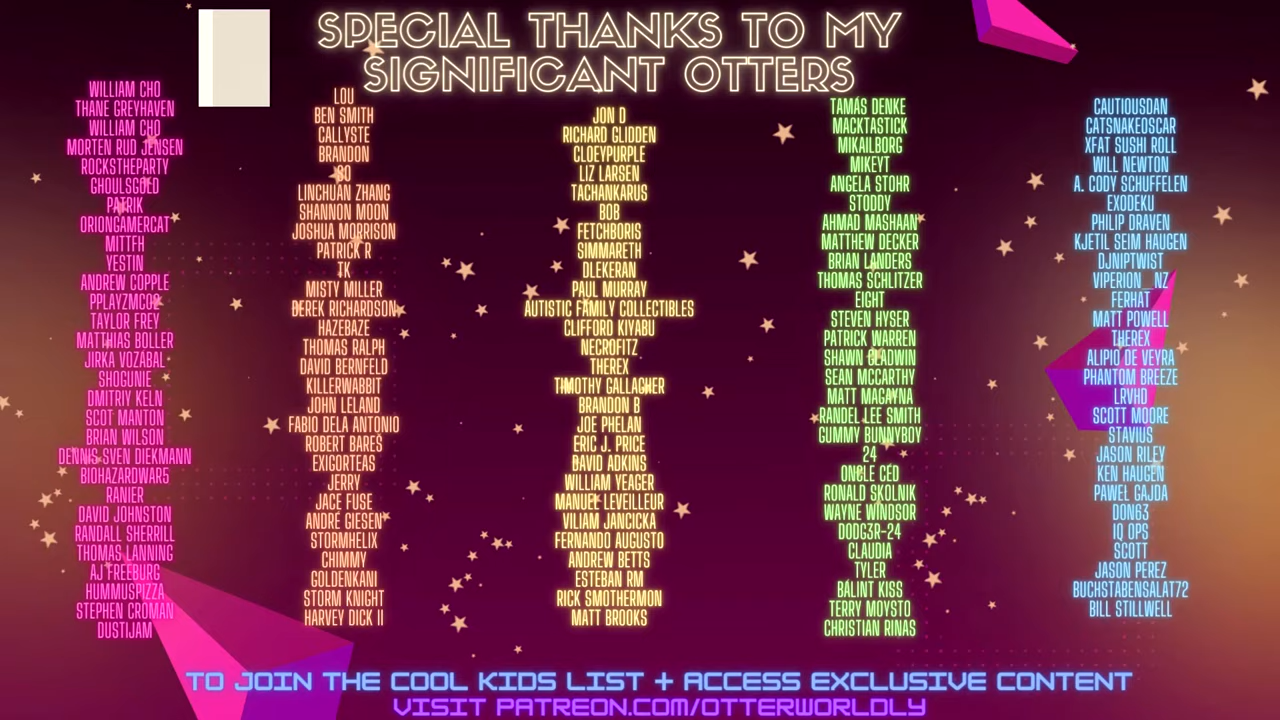 SPECIAL THANKS TO MY
SIGNIFICANT OTTERS
WILLIAM CHO
THANE GREYHAVEN
WILLIAM CHO
MORTEN RUD JENSEN
ROCKSTHEPARTY
GHOULSGOED
PATRIK
ORIONGAMERCAT
MITTFH
YESTIN
ANDREW COPPLE
PPLAYZMC02
TAYLOR FREY
MATTHIAS BOLLER
JIRKA VOZÁBAL
SHOGUNIE
DMITRIY KELN
SCOT MANTON
BRIAN WILSON
DENNIS SVEN DIEKMANN
BIOHAZARDWAR5
RANIER
DAVID JOHNSTON
RANDALL SHERRILL
THOMAS LANNING
AJ FREEBURG
HUMMUSPIZZA
STEPHEN CROMAN
DUSTIJAM
LOU
BEN SMITH
CALLYSTE
BRANDON
BO
LINCHUAN ZHANG
SHANNON MOON
JOSHUA MORRISON
PATRICK R
TK
MISTY MILLER
DEREK RICHARDSON
HAZEBAZE
THOMAS RALPH
DAVID BERNFELD
KILLERWABBIT
JOHN LELAND
FABIO DELA ANTONIO
ROBERT BARES
EXIGORTEAS
JERRY
JACE FUSE
ANDRÉ GIESEN
STORMHELIX
CHIMMY
GOLDENKANI
STORM KNIGHT
HARVEY DICK II
JON D
RICHARD GLIDDEN
CLOEYPURPLE
LIZ LARSEN
TACHANKARUS
BOB
FETCHBORIS
SIMMARETH
DLEKERAN
PAUL MURRAY
AUTISTIC FAMILY COLLECTIBLES
CLIFFORD KIYABU
NECROFITZ
THEREX
TIMOTHY GALLAGHER
BRANDON B
JOE PHELAN
ERIC J. PRICE
DAVID ADKINS
WILLIAM YEAGER
MANUEL LEVEILLEUR
VILIAM JANCICKA
FERNANDO AUGUSTO
ANDREW BETTS
ESTEBAN RM
RICK SMOTHERMON
MATT BROOKS
TAMÁS DENKE
MACKTASTICK
MIKAILBORG
MIKEYT
ANGELA STOHR
STODDY
AHMAD MASHAAN
MATTHEW DECKER
BRIAN LANDERS
THOMAS SCHLITZER
EIGHT
STEVEN HYSER
PATRICK WARREN
SHAWN GLADWIN
SEAN MCCARTHY
MATT MAGAYNA
RANDEL LEE SMITH
GUMMY BUNNYBOY
24
ONCLE CED
RONALD SKOLNIK
WAYNE WINDSOR
DODG3R-24
CLAUDIA
TYLER
BÁLINT KISS
TERRY MOYSTO
CHRISTIAN RINAS
CAUTIOUSDAN
CATSNAKEOSCAR
XFAT SUSHI ROLL
WILL NEWTON
A. CODY SCHUFFELEN
EXODEKU
PHILIP DRAVEN
KJETIL SEIM HAUGEN
DJNIPTWIST
VIPERION__NZ
FERHAT
MATT POWELL
THEREX
ALIPIO DE VEYRA
PHANTOM BREEZE
LRVHD
SCOTT MOORE
STAVIUS
JASON RILEY
KEN HAUGEN
PAWEL GAJDA
DON63
IQ OPS
SCOTT
JASON PEREZ
BUCHSTABENSALAT72
BILL STILLWELL
TO JOIN THE COOL KIDS LIST + ACCESS EXCLUSIVE CONTENT
VISIT PATREON.COM/OTTERWORLDLY